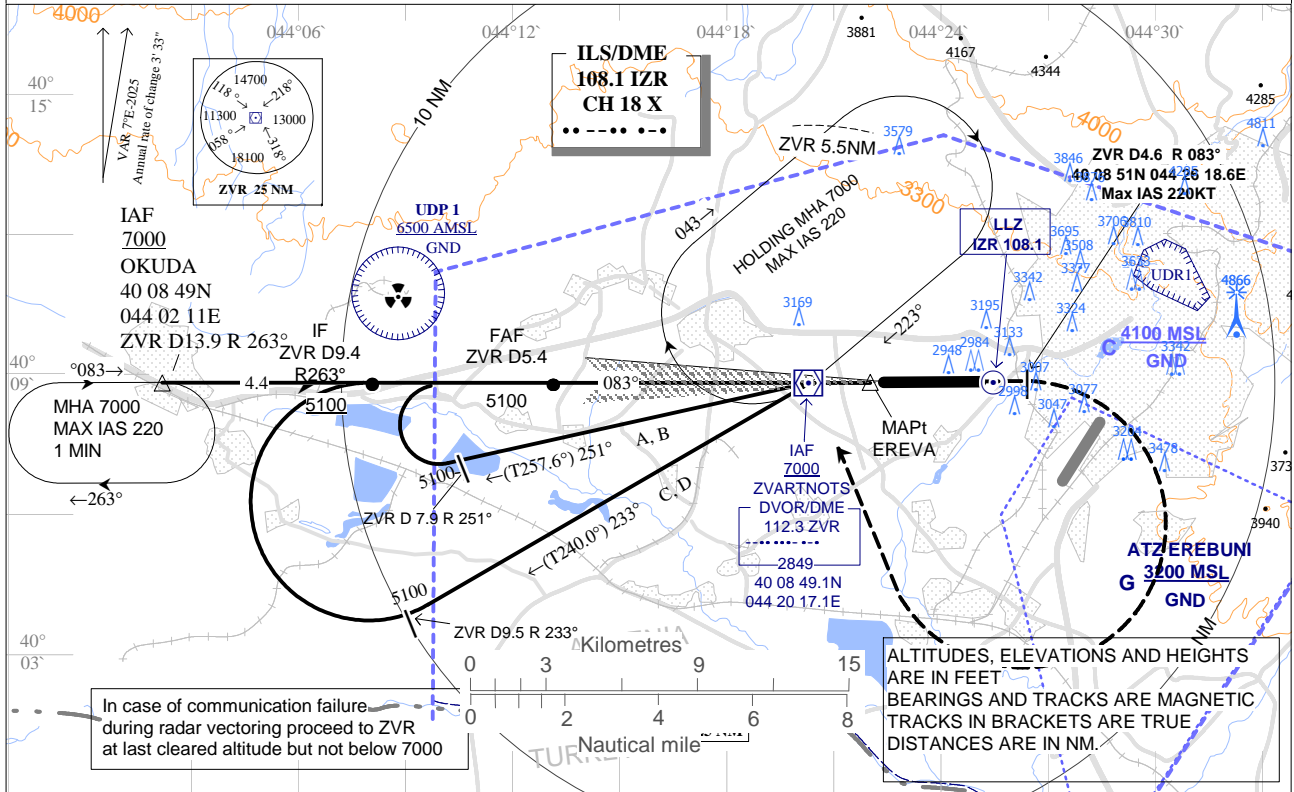 4000
044°06`
044°12`
044°18`
044°24`
044°30`
3881
4167
4344
4285
4811
40°
15`
VAR 7°E-2025
Annual rate of change 3' 33"
14700
118°
218°
11300
13000
058°
318°
18100
ZVR 25 NM
10 NM
ILS/DME
108.1 IZR
CH 18 X
ZVR 5.5NM
3579
4000
3300
3846
ZVR D4.6 R 083°
40 08 51N 044 26 18.6E
Max IAS 220KT
IAF
7000
OKUDA
40 08 49N
044 02 11E
ZVR D13.9 R 263°
UDP 1
6500 AMSL
GND
043→
HOLDING MHA 7000
MAX IAS 220
←223°
LLZ
IZR 108.1
3695
3706
3810
3508
3377
3633
UDR1
3342
3324
4866
3169
3195
3133
2984
2948
C
4100 MSL
GND
3342
3087
3077
2998
3047
3478
IF
ZVR D9.4
R263°
5100
FAF
ZVR D5.4
5100
40°
09`
°083→
4.4
083°
MHA 7000
MAX IAS 220
1 MIN
←263°
A, B
←(T257.6°) 251°
C, D
←(T240.0°) 233°
5100
ZVR D 7.9 R 251°
5100
ZVR D9.5 R 233°
MAPt
EREVA
IAF
7000
ZVARTNOTS
DVOR/DME
112.3 ZVR
2849
40 08 49.1N
044 20 17.1E
3940
ATZ EREBUNI
G
3200 MSL
GND
40°
03`
NM
Kilometres
0 3 9 15
0 2 4 6 8
Nautical mile
In case of communication failure
during radar vectoring proceed to ZVR
at last cleared altitude but not below 7000
ALTITUDES, ELEVATIONS AND HEIGHTS
ARE IN FEET
BEARINGS AND TRACKS ARE MAGNETIC
TRACKS IN BRACKETS ARE TRUE
DISTANCES ARE IN NM.